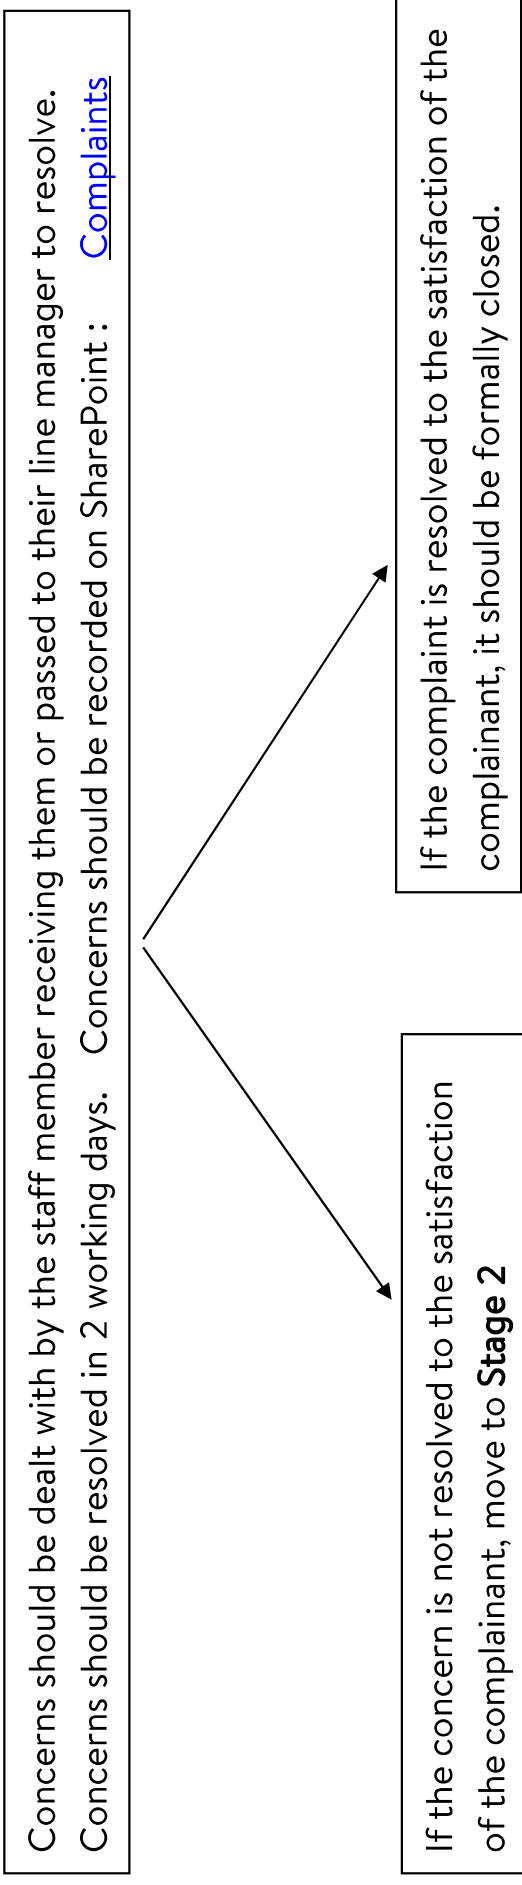 Concerns should be dealt with by the staff member receiving them or passed to their line manager to resolve.
Concerns should be resolved in 2 working days. Concerns should be recorded on SharePoint : Complaints
If the concern is not resolved to the satisfaction
of the complainant, move to Stage 2
If the complaint is resolved to the satisfaction of the
complainant, it should be formally closed.